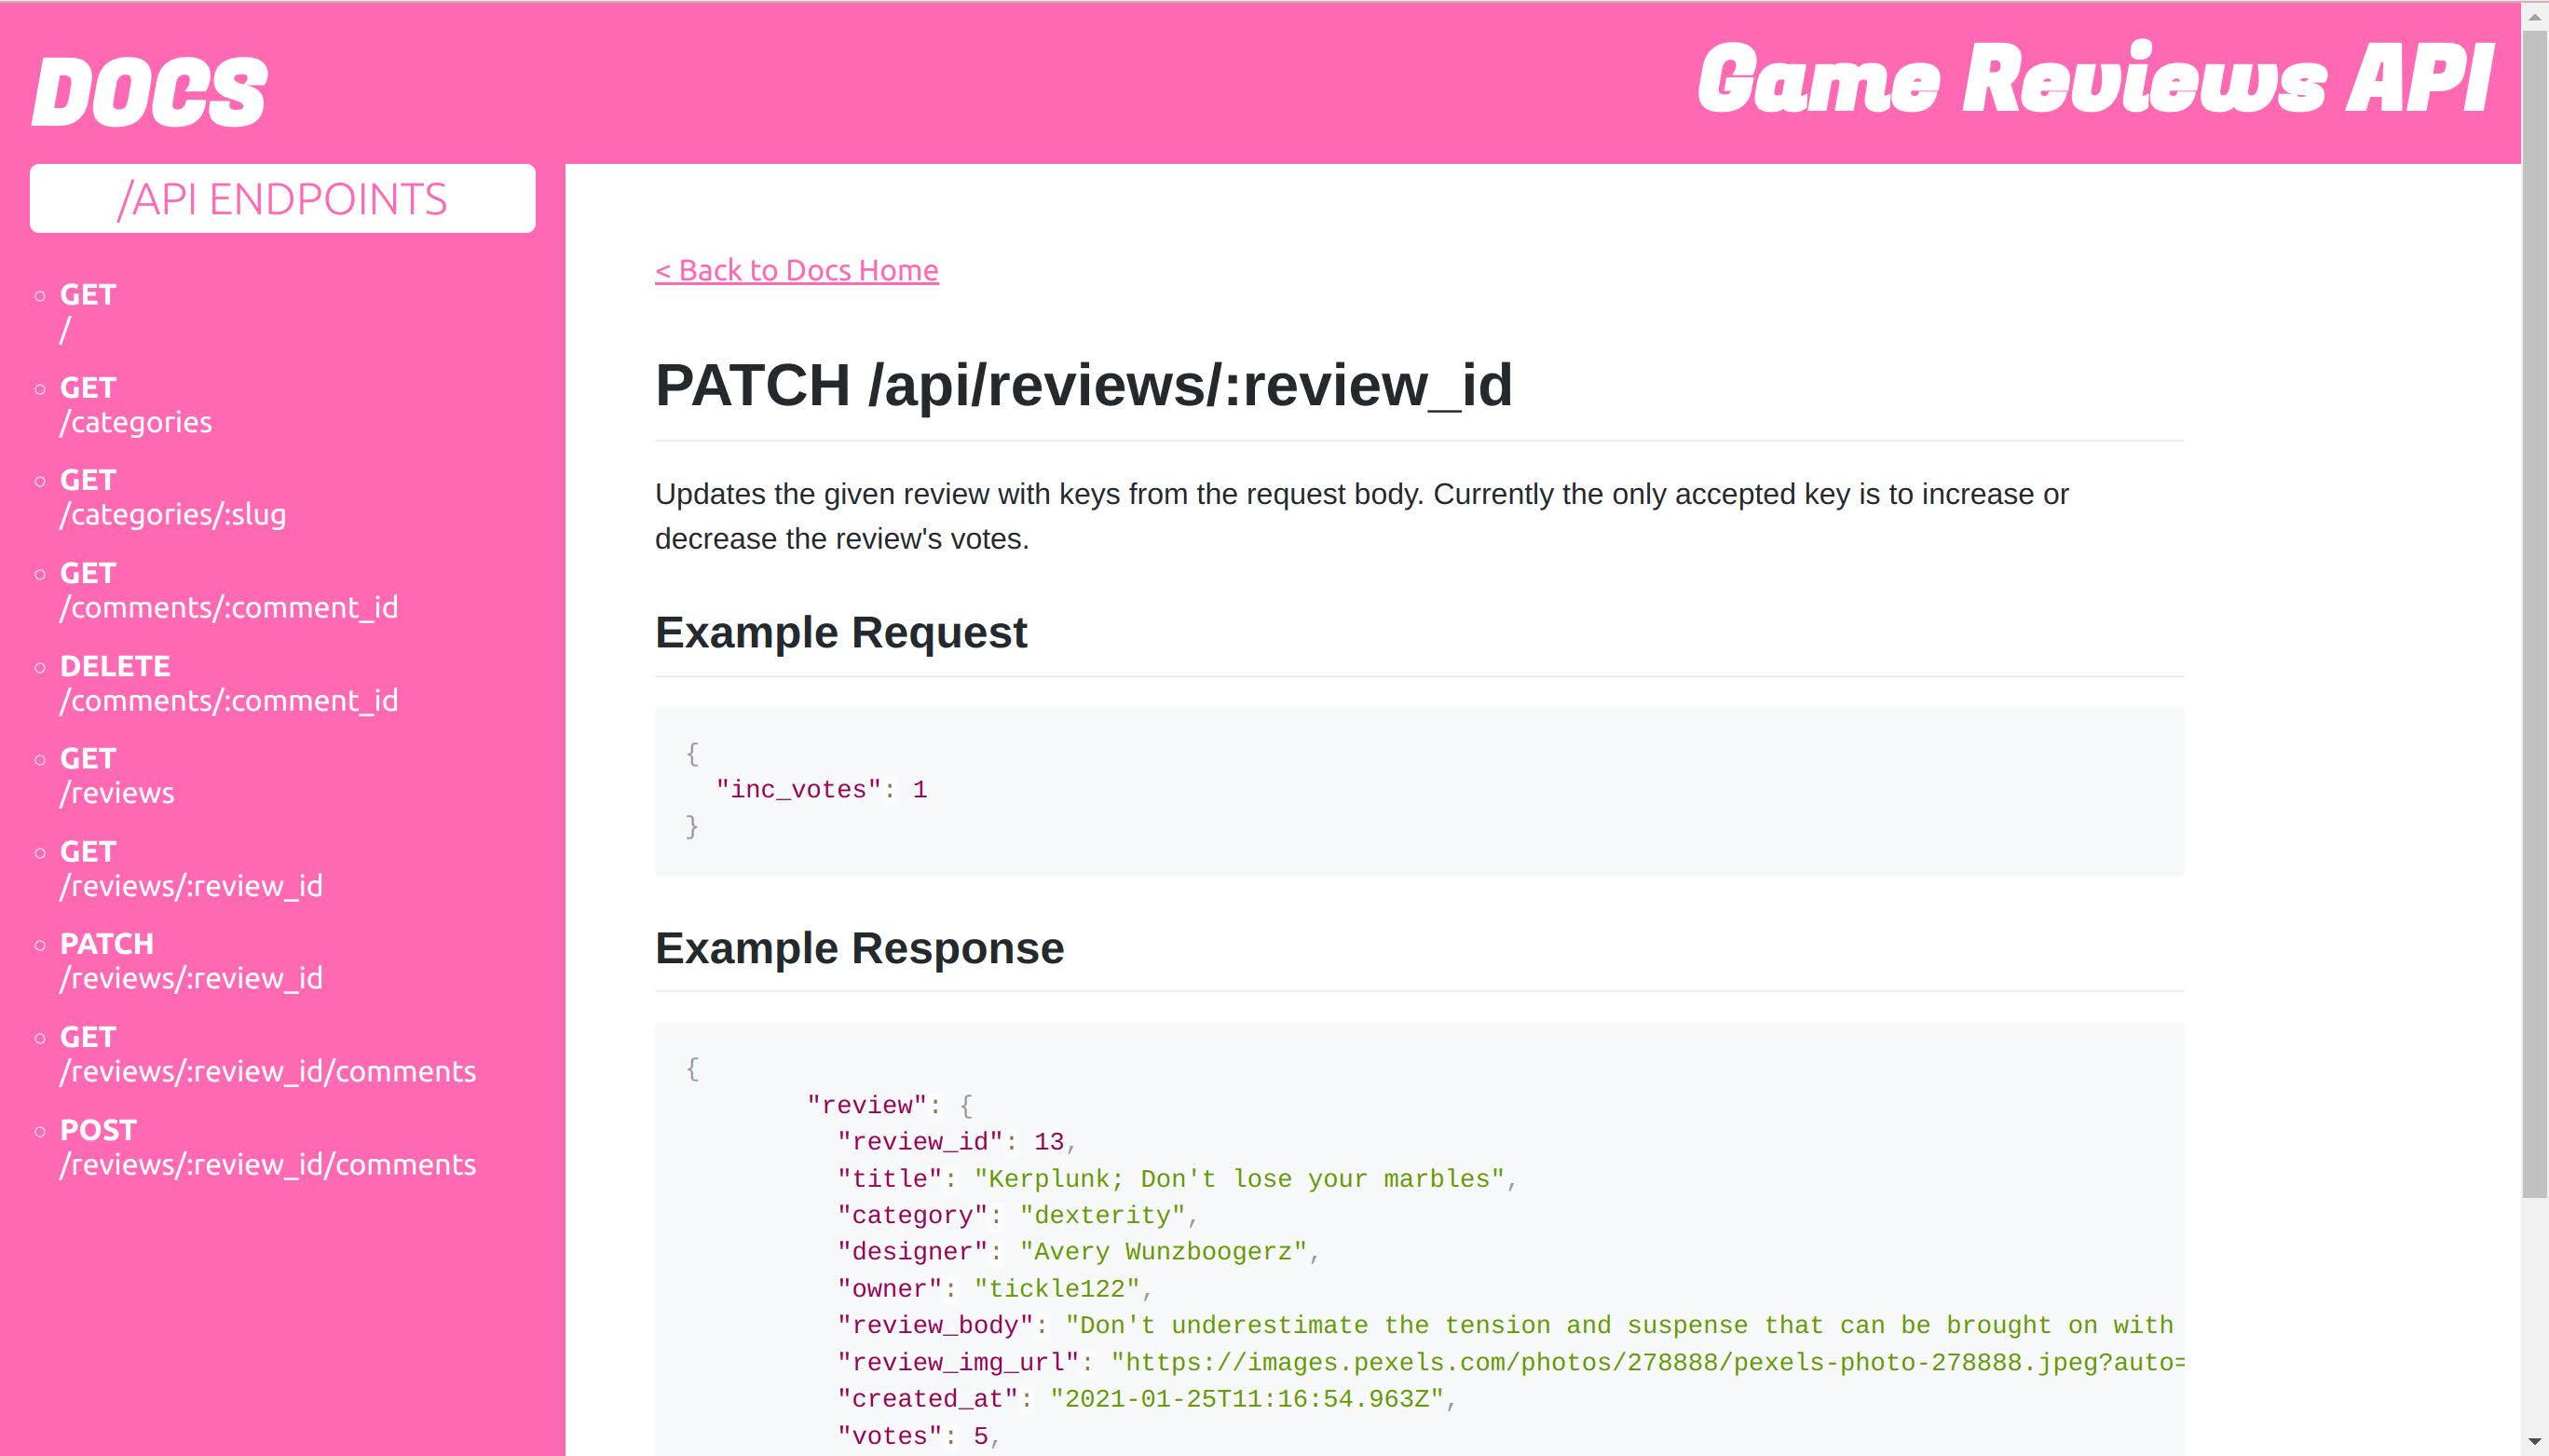 DOCS
Game Reviews API
/API ENDPOINTS
GET
/
GET
/categories
GET
/categories/:slug
GET
/comments/:comment_id
DELETE
/comments/:comment_id
GET
/reviews
GET
/reviews/:review_id
PATCH
/reviews/:review_id
GET
/reviews/:review_id/comments
POST
/reviews/:review_id/comments
< Back to Docs Home
PATCH /api/reviews/:review_id
Updates the given review with keys from the request body. Currently the only accepted key is to increase or
decrease the review's votes.
Example Request
{
  "inc_votes": 1
}
Example Response
{
        "review": {
          "review_id": 13,
          "title": "Kerplunk; Don't lose your marbles",
          "category": "dexterity",
          "designer": "Avery Wunzboogerz",
          "owner": "tickle122",
          "review_body": "Don't underestimate the tension and suspense that can be brought on with
          "review_img_url": "https://images.pexels.com/photos/278888/pexels-photo-278888.jpeg?auto=
          "created_at": "2021-01-25T11:16:54.963Z",
          "votes": 5,